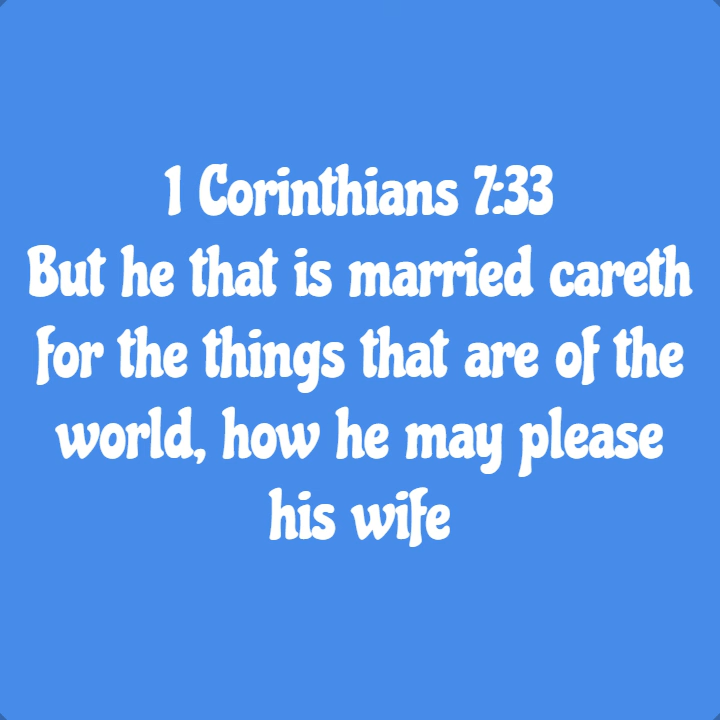 1 Corinthians 7:33
But he that is married careth
for the things that are of the
world, how he may please
his wife